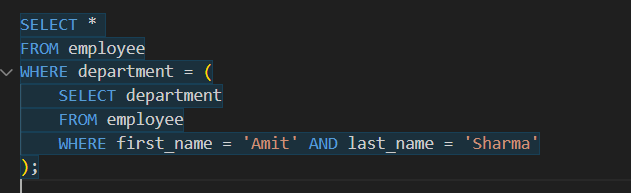 SELECT *
FROM employee
WHERE department = (
    SELECT department
    FROM employee
    WHERE first_name = 'Amit' AND last_name = 'Sharma'
);